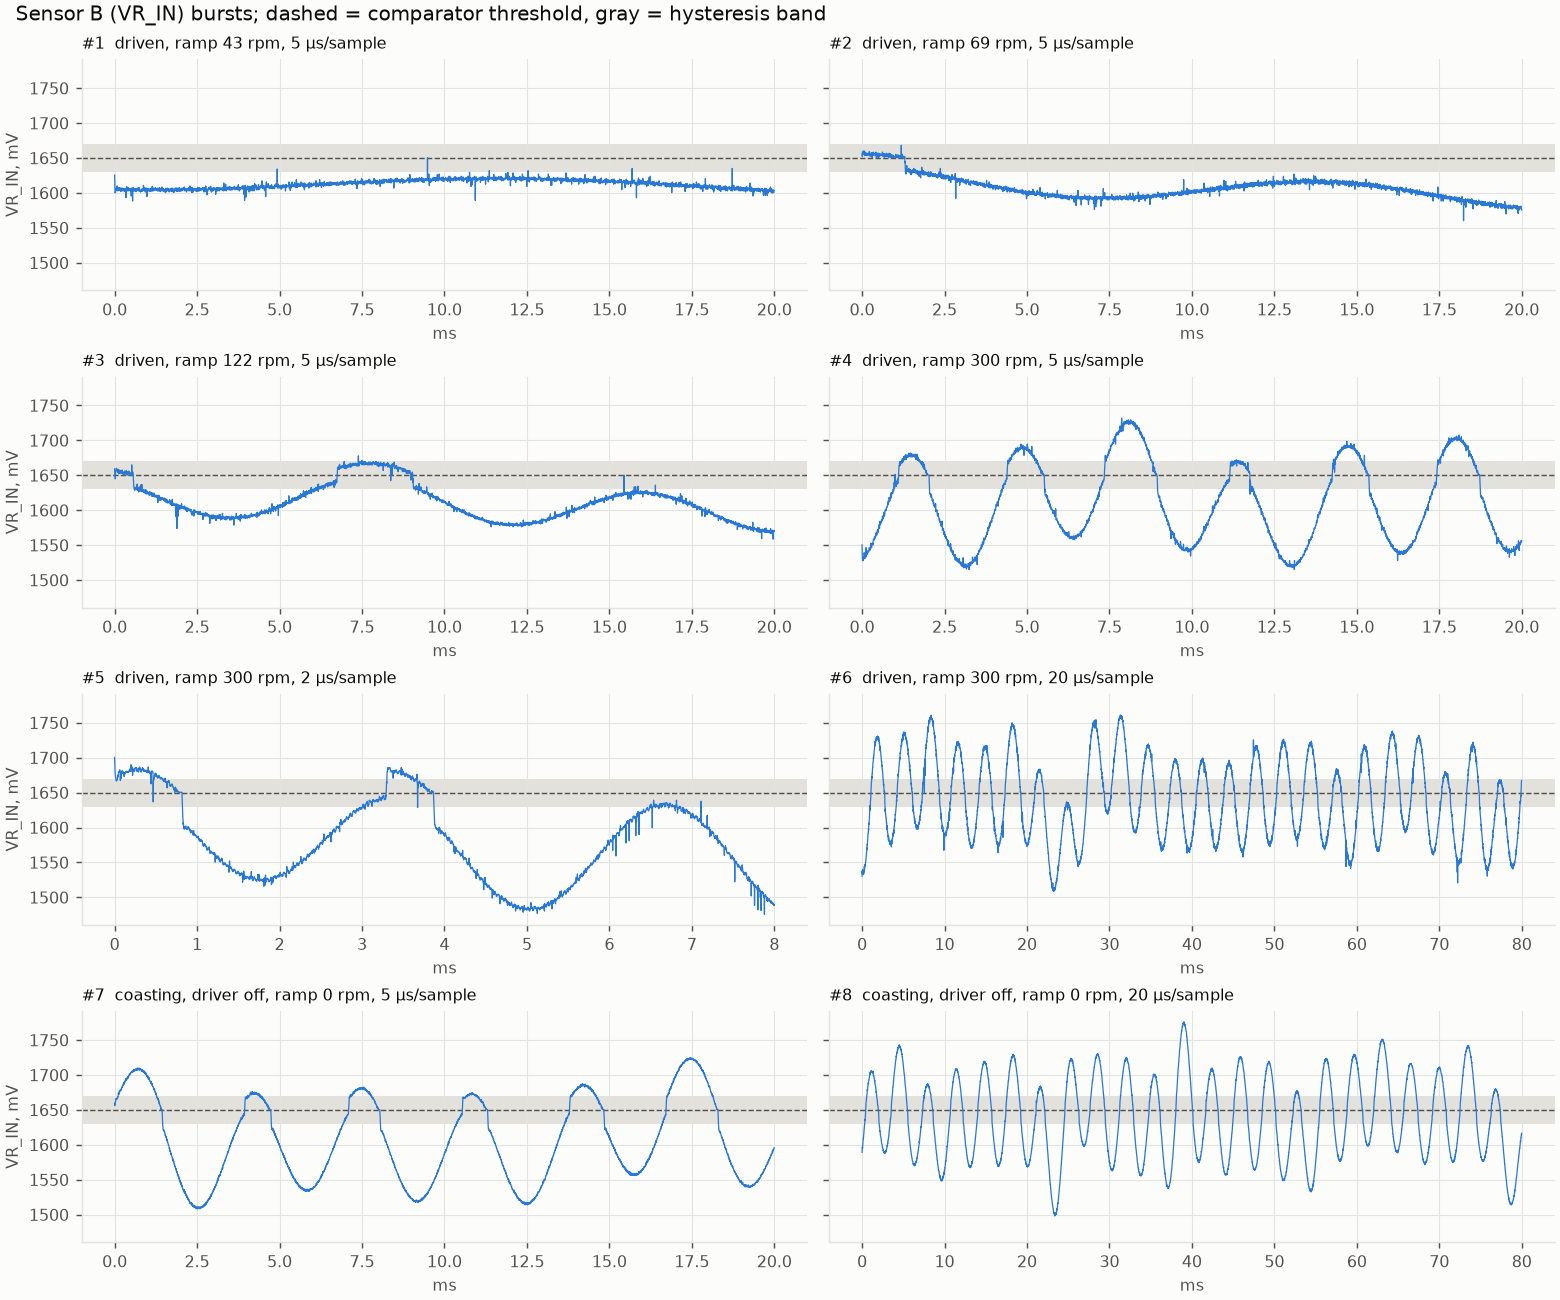 Sensor B (VR_IN) bursts; dashed = comparator threshold, gray = hysteresis band
#1  driven, ramp 43 rpm, 5 µs/sample
#2  driven, ramp 69 rpm, 5 µs/sample
VR_IN, mV
1750
1700
1650
1600
1550
1500
0.0 2.5 5.0 7.5 10.0 12.5 15.0 17.5 20.0
ms
0.0 2.5 5.0 7.5 10.0 12.5 15.0 17.5 20.0
ms
#3  driven, ramp 122 rpm, 5 µs/sample
#4  driven, ramp 300 rpm, 5 µs/sample
VR_IN, mV
1750
1700
1650
1600
1550
1500
0.0 2.5 5.0 7.5 10.0 12.5 15.0 17.5 20.0
ms
0.0 2.5 5.0 7.5 10.0 12.5 15.0 17.5 20.0
ms
#5  driven, ramp 300 rpm, 2 µs/sample
#6  driven, ramp 300 rpm, 20 µs/sample
VR_IN, mV
1750
1700
1650
1600
1550
1500
0 1 2 3 4 5 6 7 8
ms
0 10 20 30 40 50 60 70 80
ms
#7  coasting, driver off, ramp 0 rpm, 5 µs/sample
#8  coasting, driver off, ramp 0 rpm, 20 µs/sample
VR_IN, mV
1750
1700
1650
1600
1550
1500
0.0 2.5 5.0 7.5 10.0 12.5 15.0 17.5 20.0
ms
0 10 20 30 40 50 60 70 80
ms